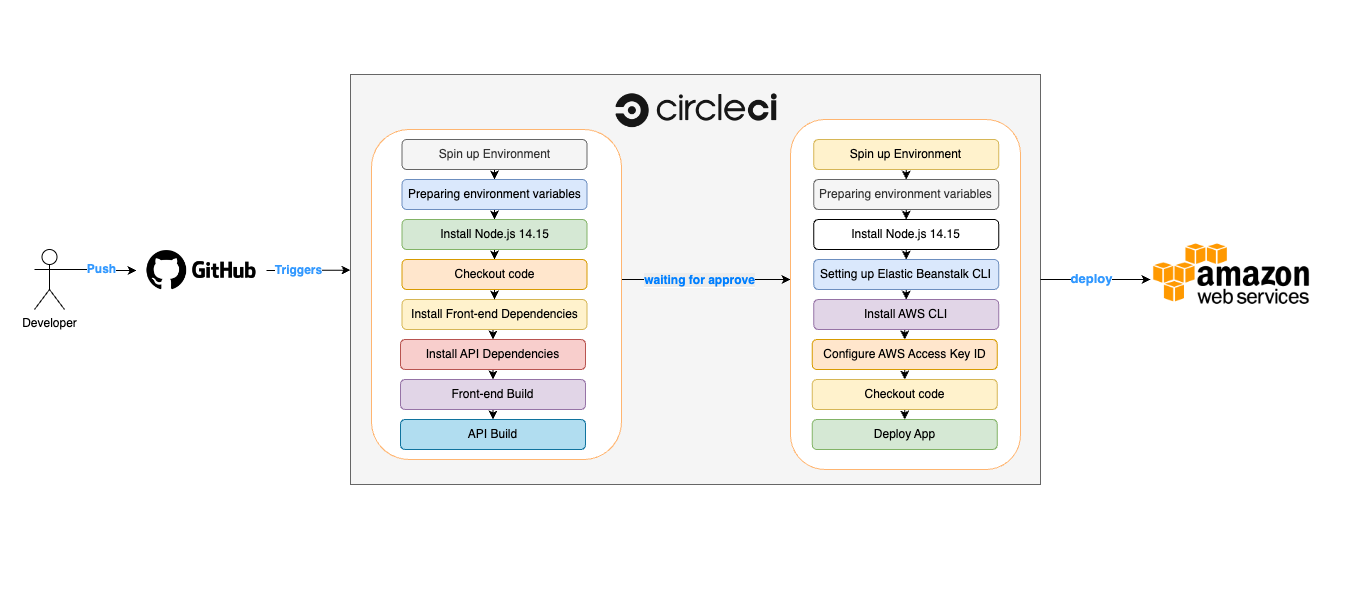 circleci
Spin up Environment
Preparing environment variables
Install Node.js 14.15
Checkout code
Install Front-end Dependencies
Install API Dependencies
Front-end Build
API Build
Spin up Environment
Preparing environment variables
Install Node.js 14.15
Setting up Elastic Beanstalk CLI
Install AWS CLI
Configure AWS Access Key ID
Checkout code
Deploy App
Developer
Push
GitHub
Triggers
waiting for approve
deploy
amazon
web services